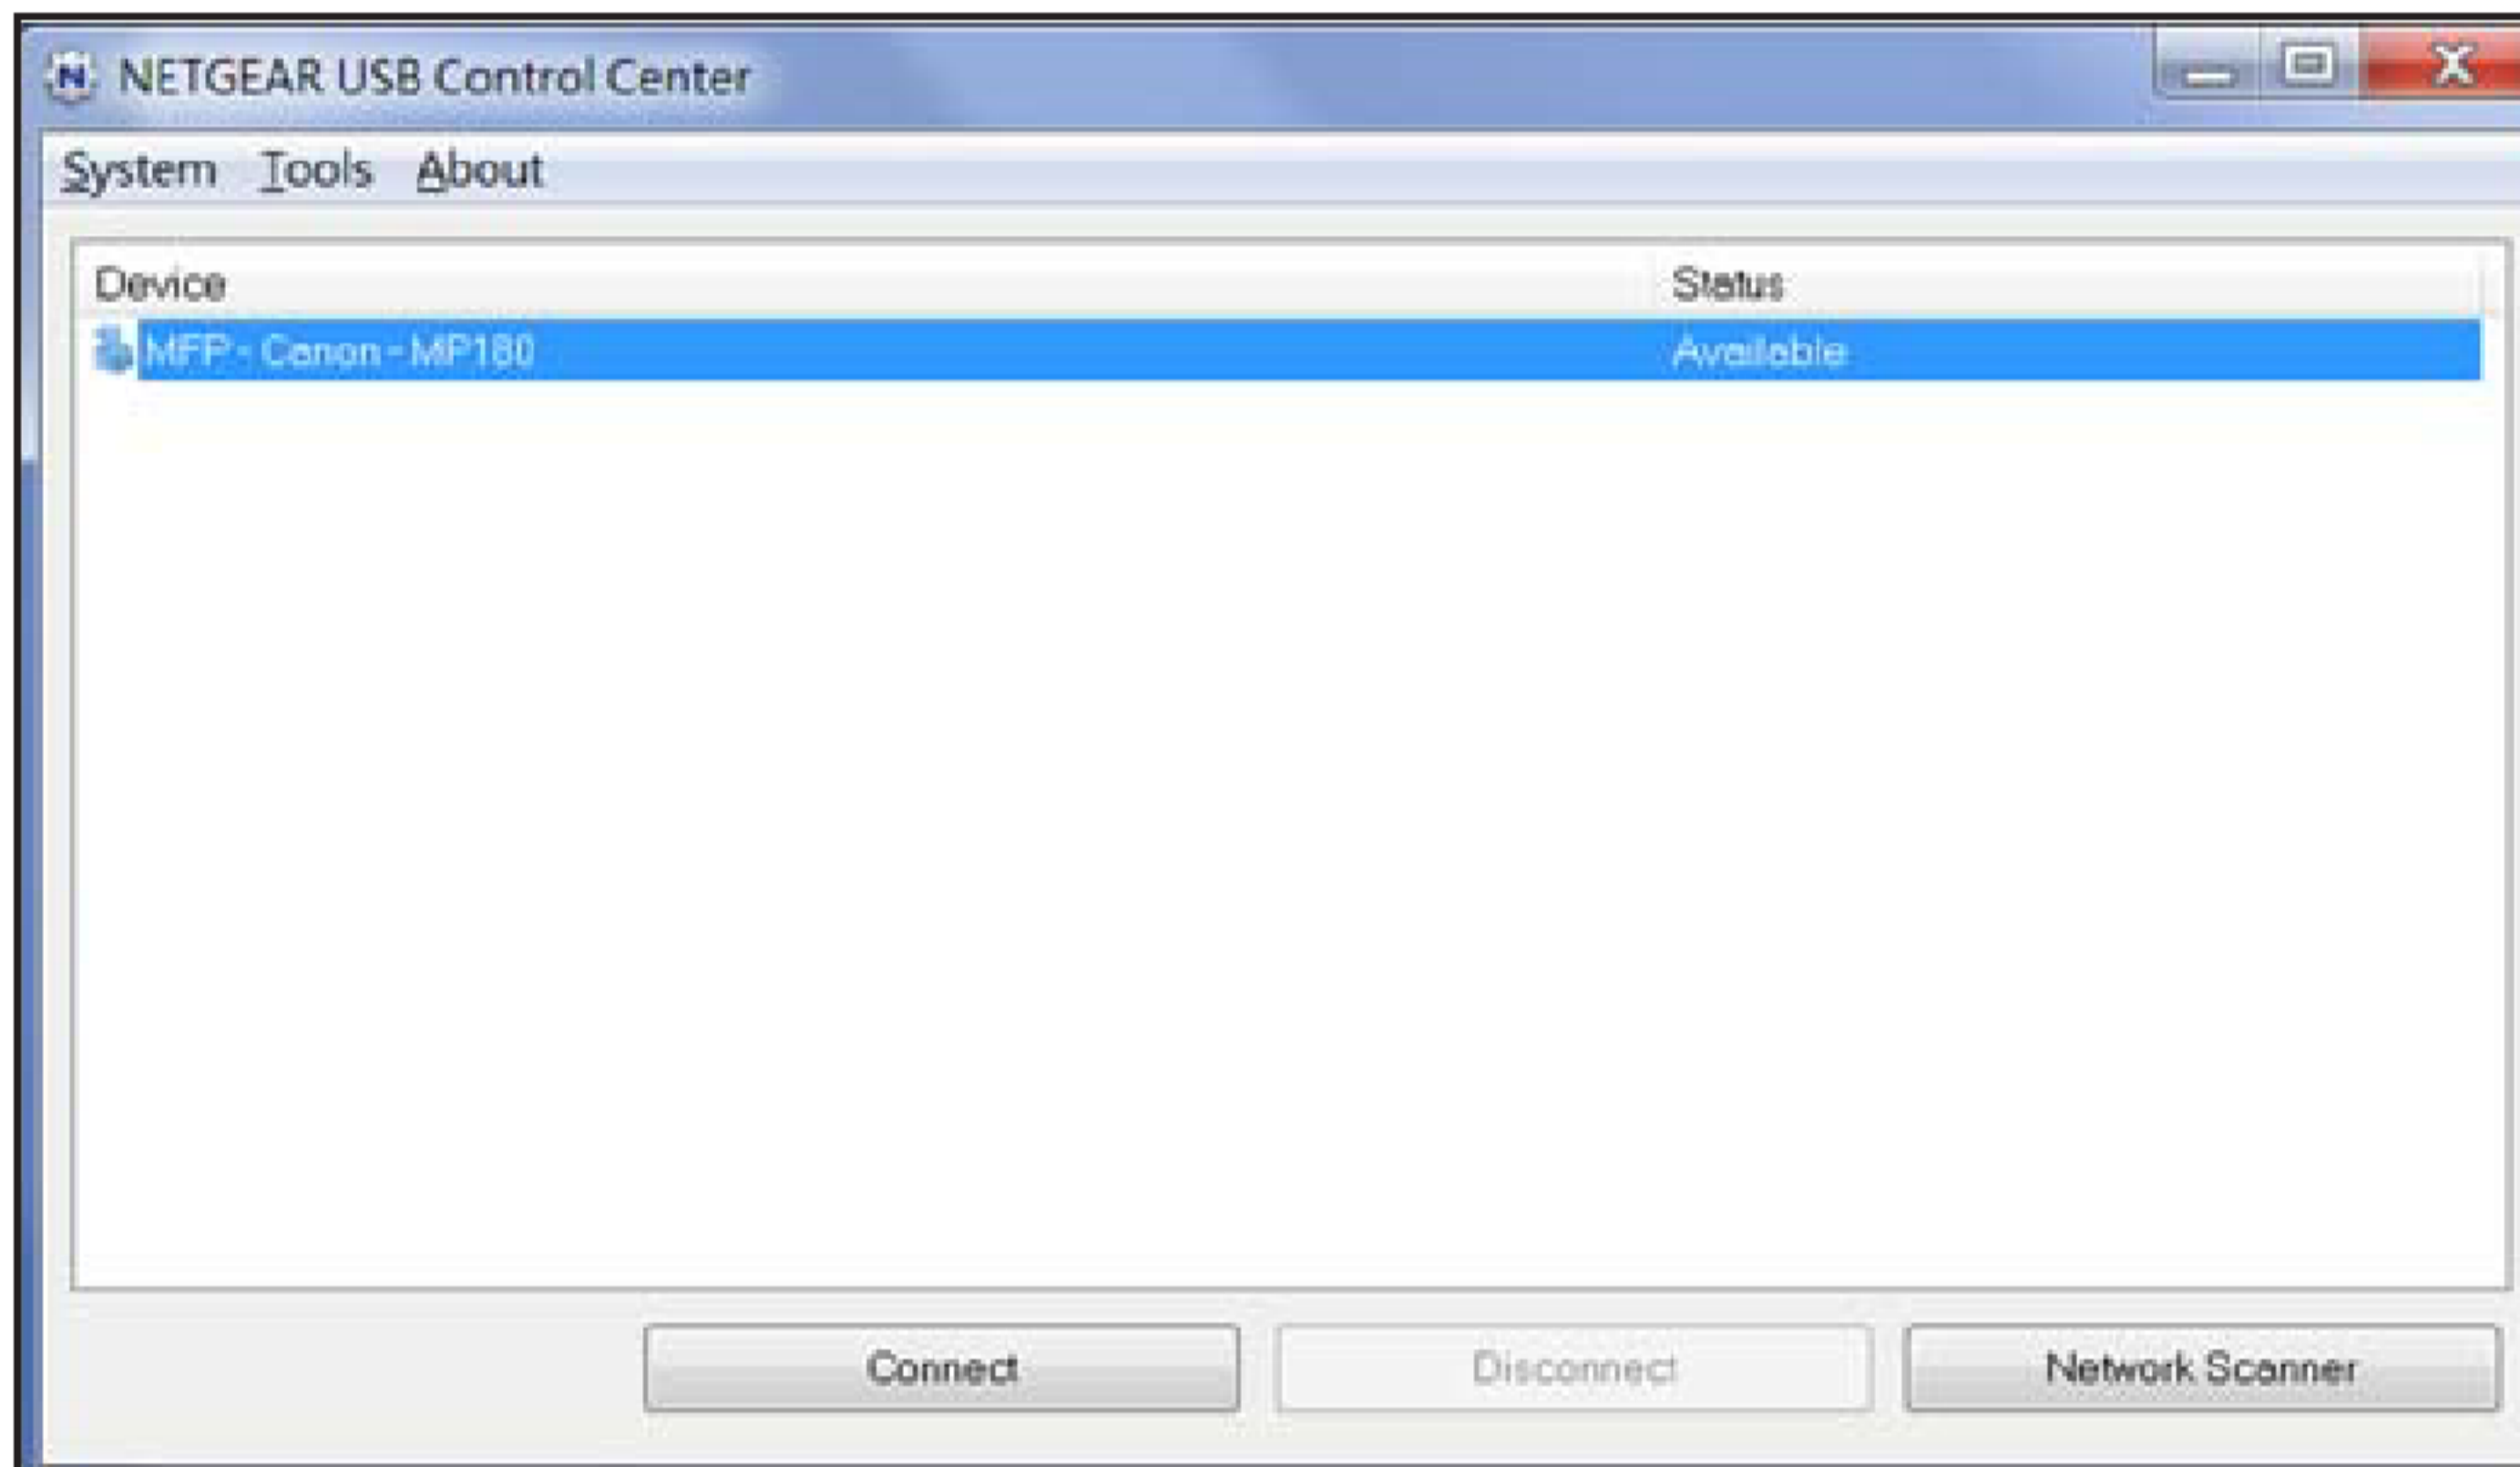 NETGEAR USB Control Center
System Tools About
Device Status
MFP - Canon - MP180 Available
Connect Disconnect Network Scanner